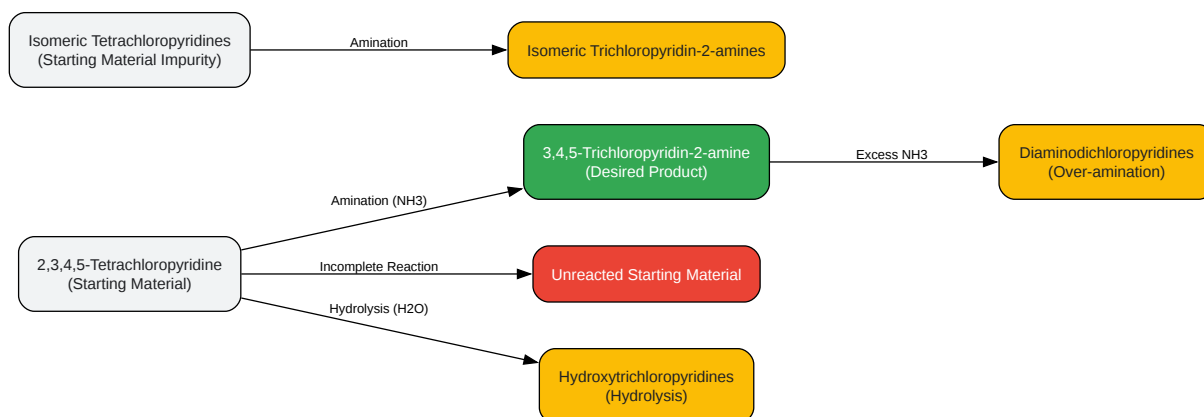 Isomeric Tetrachloropyridines
(Starting Material Impurity)
Amination
Isomeric Trichloropyridin-2-amines
3,4,5-Trichloropyridin-2-amine
(Desired Product)
Excess NH3
Diaminodichloropyridines
(Over-amination)
Amination (NH3)
2,3,4,5-Tetrachloropyridine
(Starting Material)
Incomplete Reaction
Unreacted Starting Material
Hydrolysis (H2O)
Hydroxytrichloropyridines
(Hydrolysis)